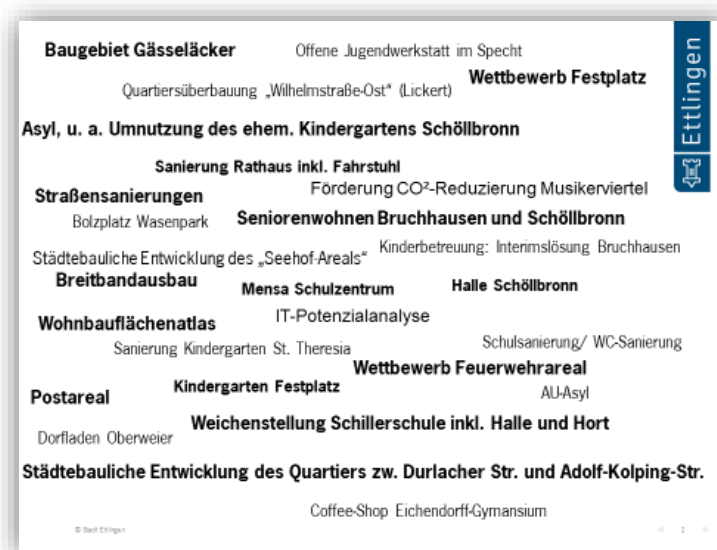 Baugebiet Gässeläcker
Offene Jugendwerkstatt im Specht
Wettbewerb Festplatz
Quartiersüberbauung „Wilhelmstraße-Ost“ (Lickert)
Ettlingen
Asyl, u. a. Umnutzung des ehem. Kindergartens Schöllbronn
Sanierung Rathaus inkl. Fahrstuhl
Förderung CO²-Reduzierung Musikerviertel
Straßensanierungen
Bolzplatz Wasenpark
Seniorenwohnen Bruchhausen und Schöllbronn
Kinderbetreuung: Interimslösung Bruchhausen
Städtebauliche Entwicklung des „Seehof-Areals“
Breitbandausbau
Mensa Schulzentrum
Halle Schöllbronn
IT-Potenzialanalyse
Wohnbauflächenatlas
Schulsanierung/ WC-Sanierung
Sanierung Kindergarten St. Theresia
Wettbewerb Feuerwehrareal
Kindergarten Festplatz
AU-Asyl
Postareal
Weichenstellung Schillerschule inkl. Halle und Hort
Dorfladen Oberweier
Städtebauliche Entwicklung des Quartiers zw. Durlacher Str. und Adolf-Kolping-Str.
Coffee-Shop Eichendorff-Gymansium
© Stadt Ettlingen
2